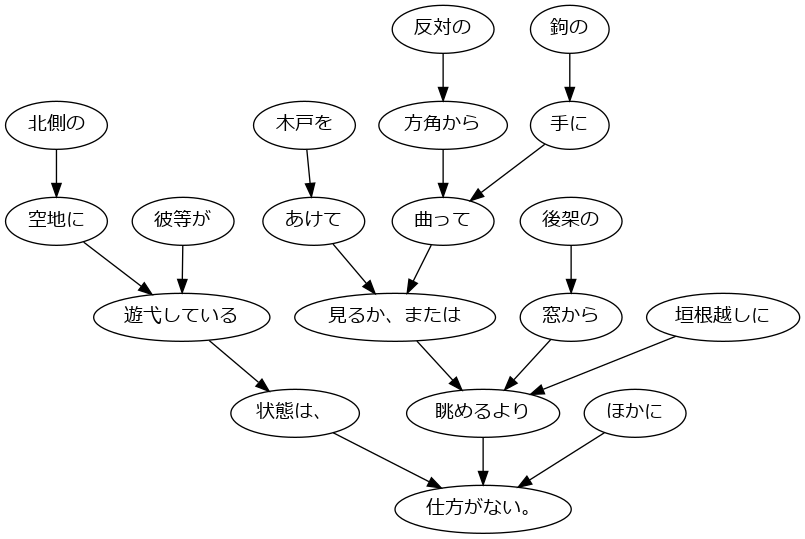 反対の
鉤の
北側の
木戸を
方角から
手に
空地に
彼等が
あけて
曲って
後架の
遊弋している
見るか、または
窓から
垣根越しに
状態は、
眺めるより
ほかに
仕方がない。